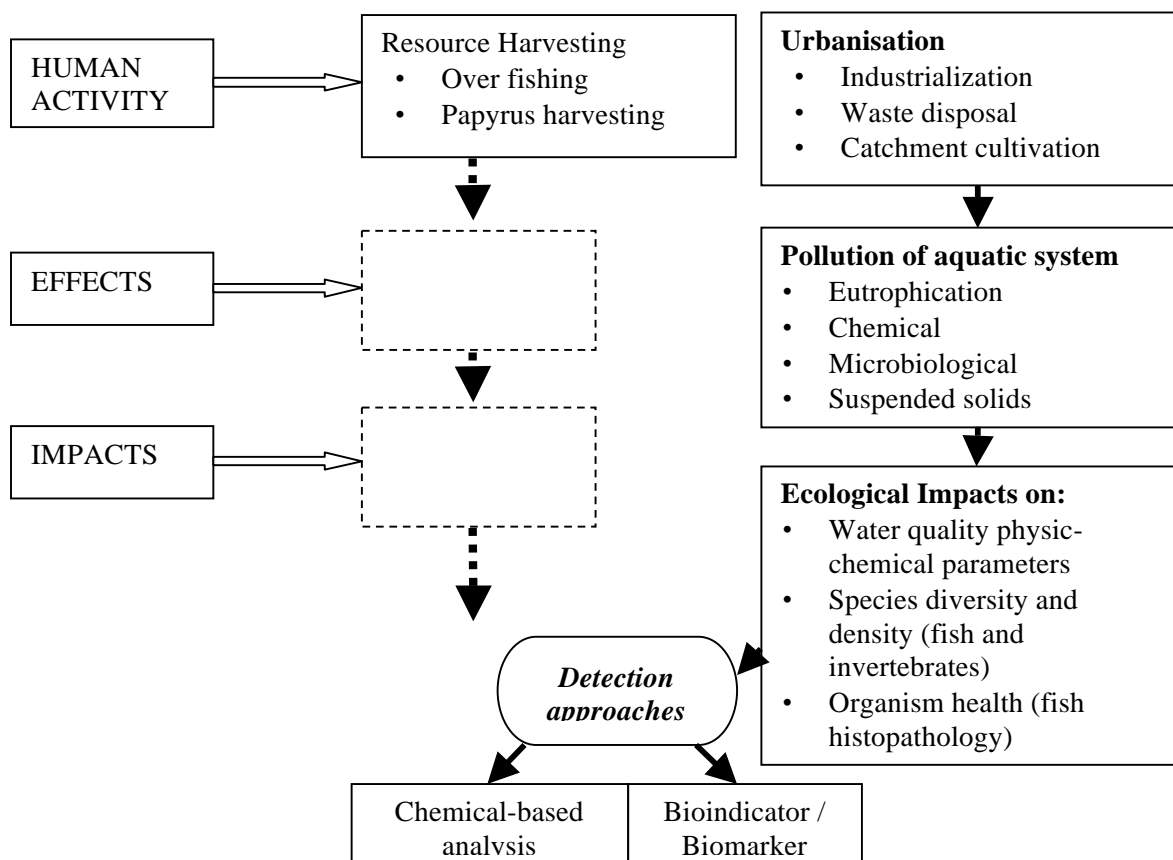 HUMAN
ACTIVITY
Resource Harvesting
• Over fishing
• Papyrus harvesting
Urbanisation
• Industrialization
• Waste disposal
• Catchment cultivation
EFFECTS
Pollution of aquatic system
• Eutrophication
• Chemical
• Microbiological
• Suspended solids
IMPACTS
Ecological Impacts on:
• Water quality physic-
chemical parameters
• Species diversity and
density (fish and
invertebrates)
• Organism health (fish
histopathology)
Detection
approaches
Chemical-based
analysis
Bioindicator /
Biomarker